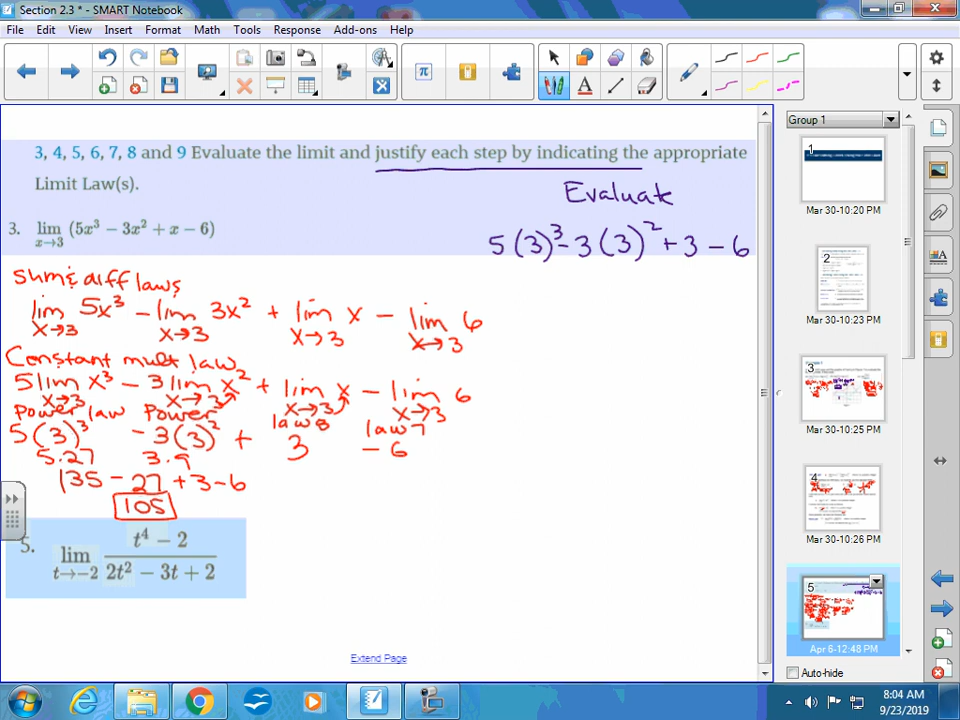 Section 2.3 * - SMART Notebook
File Edit View Insert Format Math Tools Response Add-ons Help
3, 4, 5, 6, 7, 8 and 9 Evaluate the limit and justify each step by indicating the appropriate
Limit Law(s).
Evaluate
3. lim (5x³ − 3x² + x − 6)
x→3
5(3)³ - 3(3)² + 3 - 6
Sum & diff laws
lim 5x³ - lim 3x² + lim x - lim 6
x→3 x→3 x→3 x→3
Constant mult law
5 lim x³ - 3 lim x² + lim x - lim 6
x→3 x→3 x→3 x→3
Power law Power law 8 law 7
5(3)³ - 3(3)² + 3 - 6
5.27 3.9
135 - 27 + 3 - 6
105
5. lim t⁴ − 2
t→−2 2t² − 3t + 2
Extend Page
Group 1
1
Mar 30-10:20 PM
2
Mar 30-10:23 PM
3
Mar 30-10:25 PM
4
Mar 30-10:26 PM
5
Apr 6-12:48 PM
Auto-hide
8:04 AM
9/23/2019